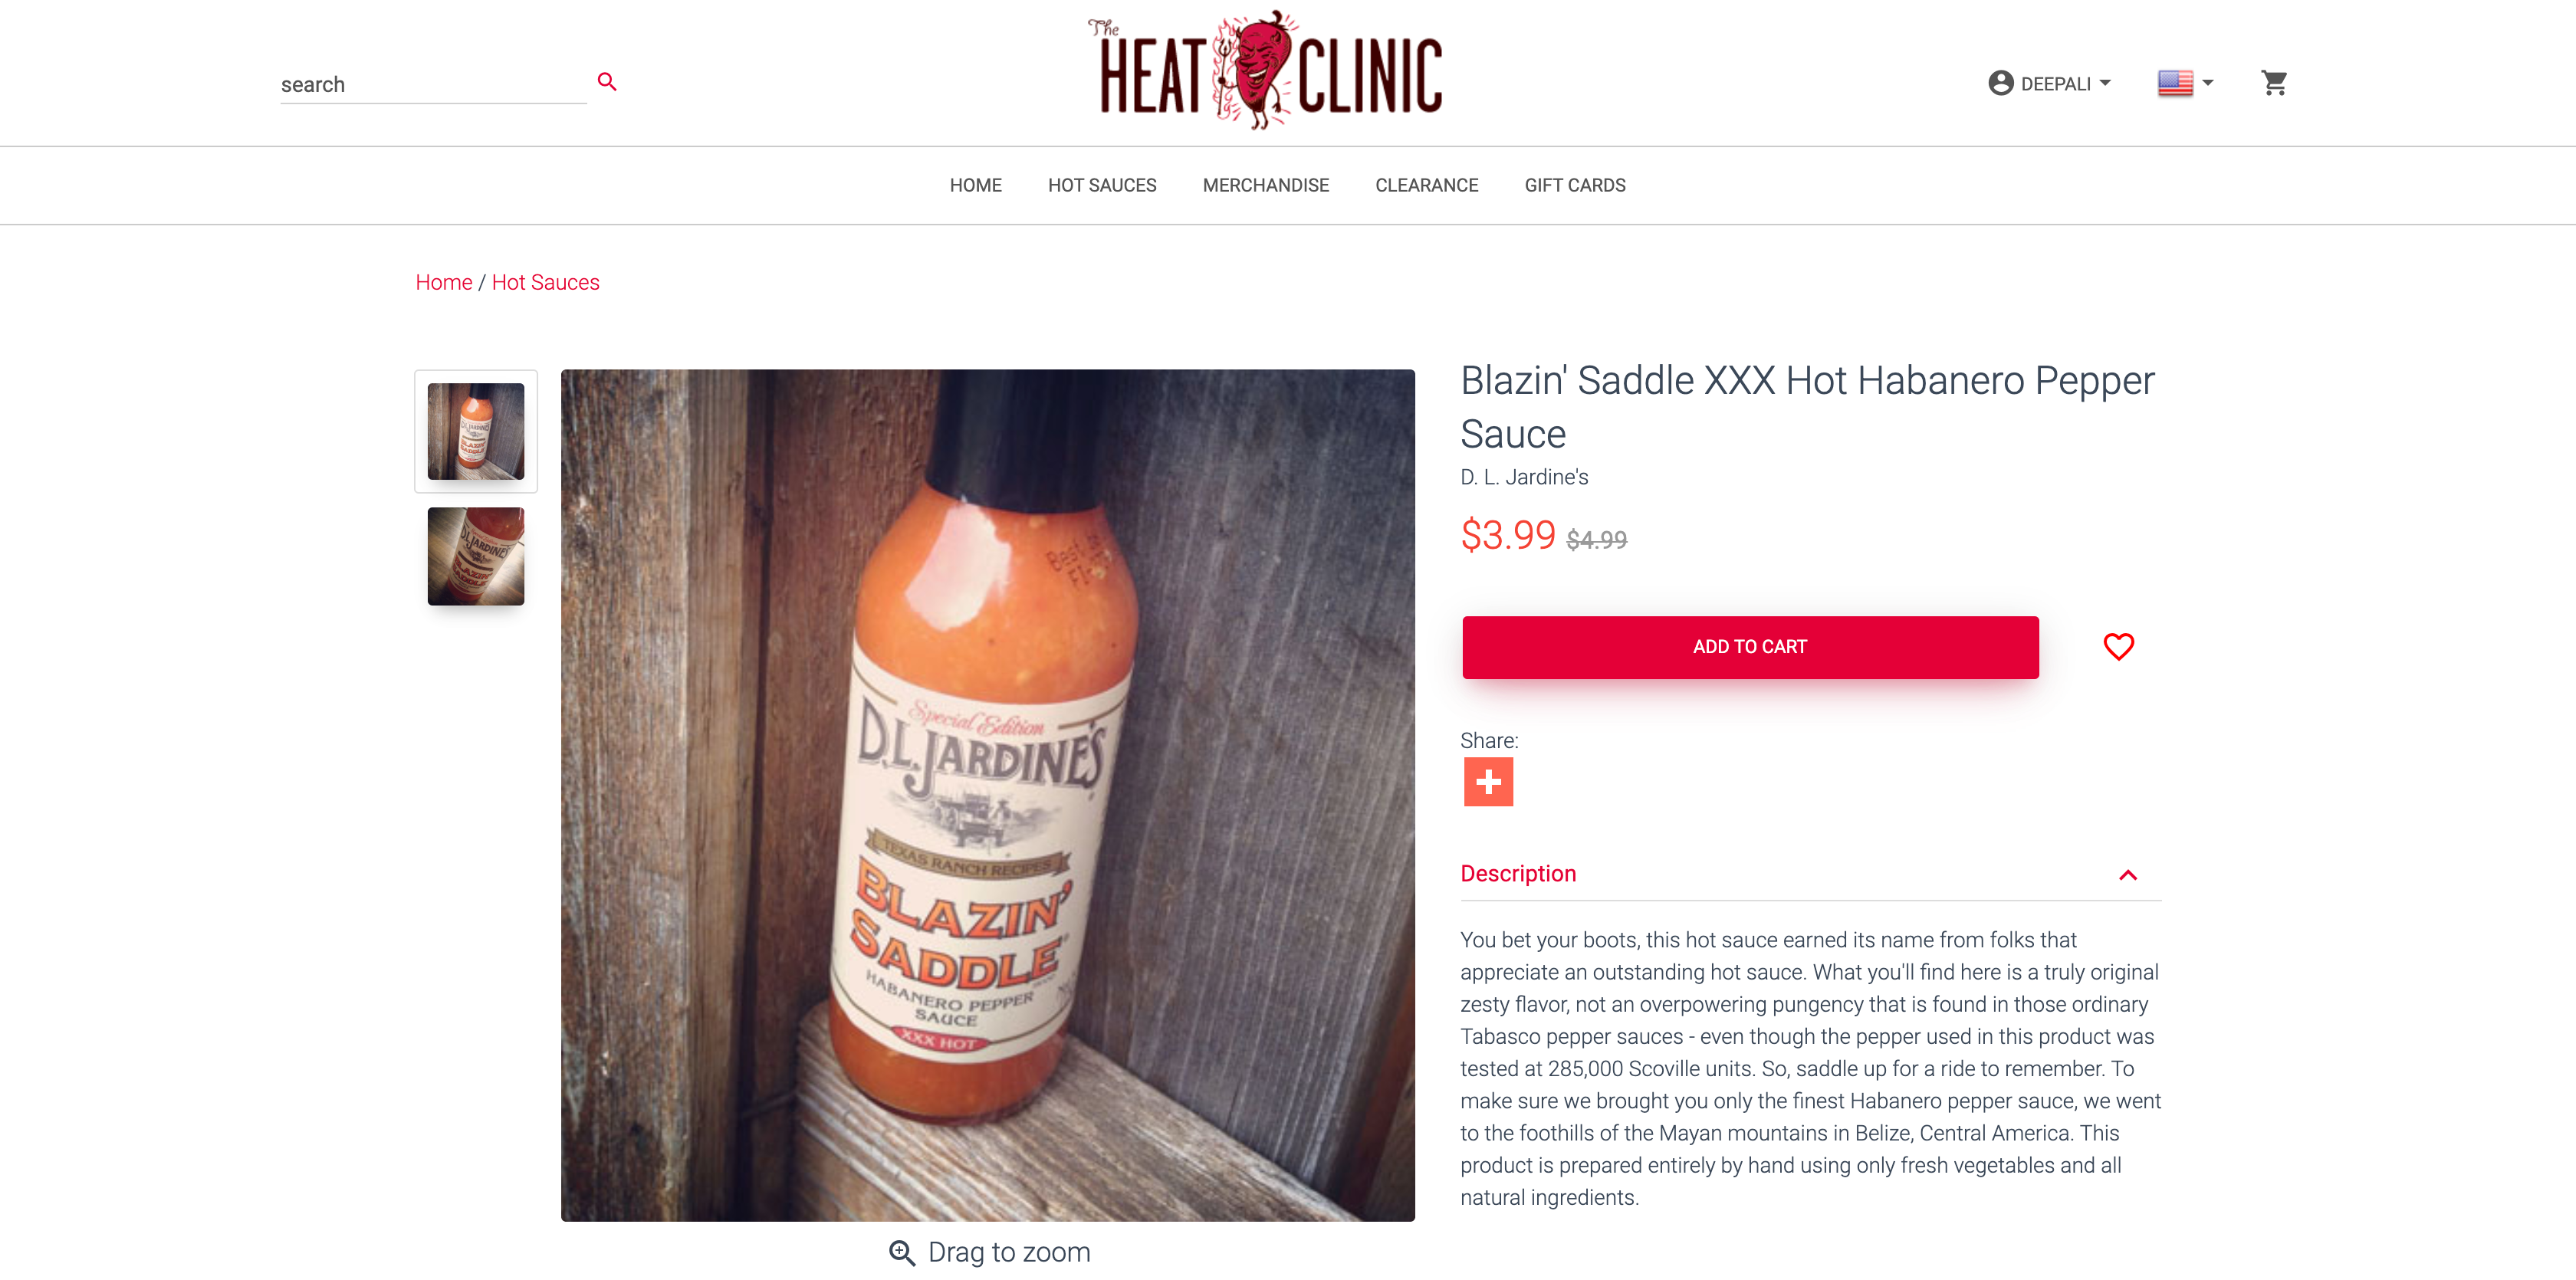 The
HEAT CLINIC
search
DEEPALI
HOME HOT SAUCES MERCHANDISE CLEARANCE GIFT CARDS
Home / Hot Sauces
Blazin' Saddle XXX Hot Habanero Pepper
Sauce
D. L. Jardine's
$3.99 $4.99
ADD TO CART
Share:
Description
You bet your boots, this hot sauce earned its name from folks that
appreciate an outstanding hot sauce. What you'll find here is a truly original
zesty flavor, not an overpowering pungency that is found in those ordinary
Tabasco pepper sauces - even though the pepper used in this product was
tested at 285,000 Scoville units. So, saddle up for a ride to remember. To
make sure we brought you only the finest Habanero pepper sauce, we went
to the foothills of the Mayan mountains in Belize, Central America. This
product is prepared entirely by hand using only fresh vegetables and all
natural ingredients.
D.L. JARDINE'S
BLAZIN'
SADDLE
D.L. JARDINE'S
BLAZIN'
SADDLE
Best
Special Edition
D.L. JARDINE'S
TEXAS RANCH RECIPES
BLAZIN'
SADDLE
HABANERO PEPPER
SAUCE
XXX HOT
Drag to zoom